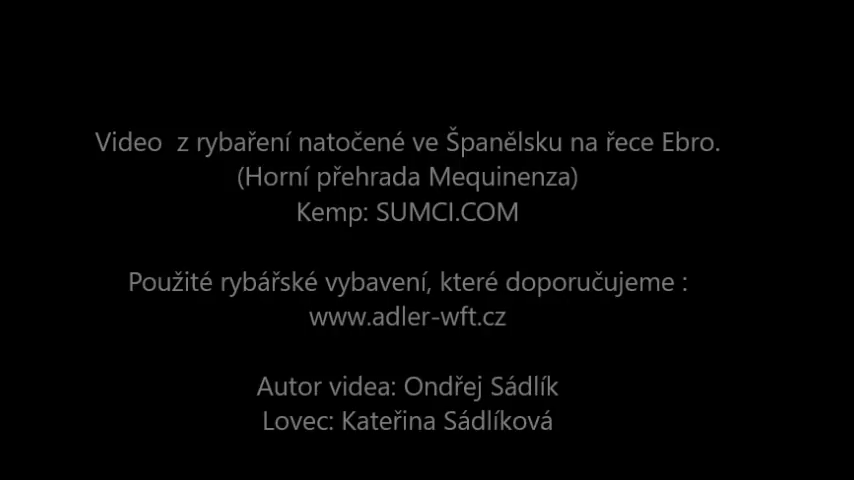 Video  z rybaření natočené ve Španělsku na řece Ebro.
(Horní přehrada Mequinenza)
Kemp: SUMCI.COM
Použité rybářské vybavení, které doporučujeme :
www.adler-wft.cz
Autor videa: Ondřej Sádlík
Lovec: Kateřina Sádlíková